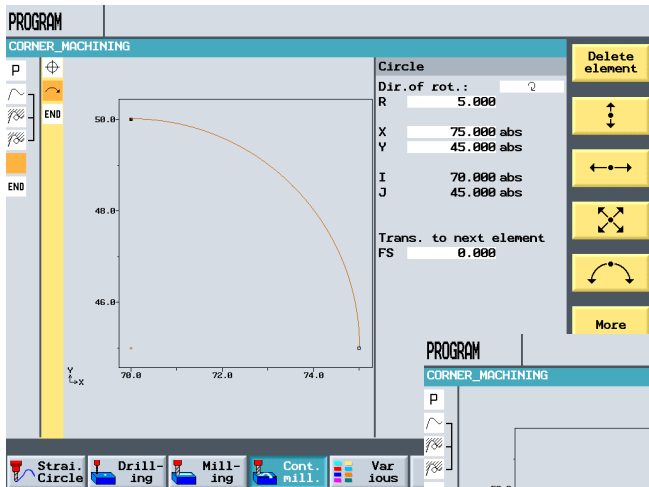 PROGRAM
CORNER_MACHINING
P
END
END
50.0
48.0
46.0
70.0
72.0
74.0
Y
X
Circle
Dir.of rot.:
R 5.000
X 75.000 abs
Y 45.000 abs
I 70.000 abs
J 45.000 abs
Trans. to next element
FS 0.000
Delete
element
More
Strai.
Circle
Drill-
ing
Mill-
ing
Cont.
mill.
Var
ious
PROGRAM
CORNER_MACHINING
P